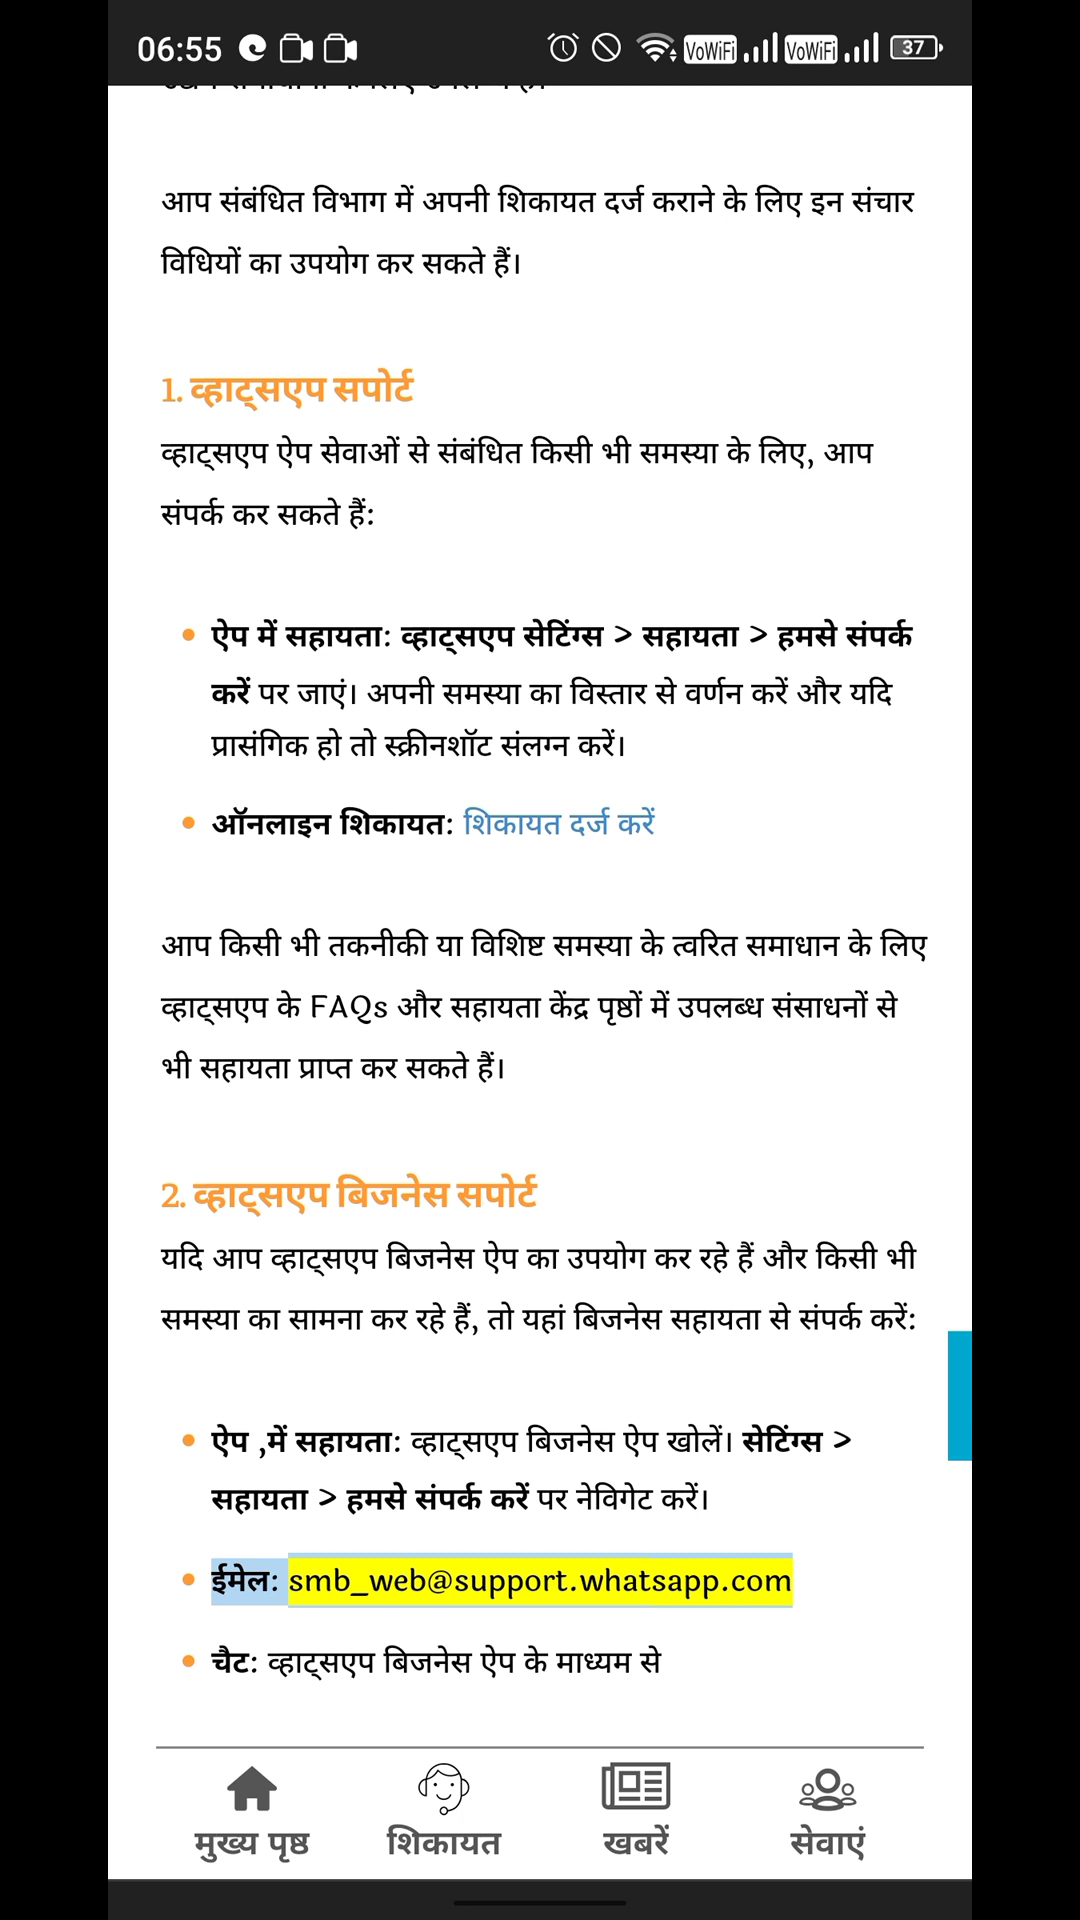 06:55 VoWiFi VoWiFi 37
आप संबंधित विभाग में अपनी शिकायत दर्ज कराने के लिए इन संचार
विधियों का उपयोग कर सकते हैं।
1. व्हाट्सएप सपोर्ट
व्हाट्सएप ऐप सेवाओं से संबंधित किसी भी समस्या के लिए, आप
संपर्क कर सकते हैं:
• ऐप में सहायता: व्हाट्सएप सेटिंग्स > सहायता > हमसे संपर्क
करें पर जाएं। अपनी समस्या का विस्तार से वर्णन करें और यदि
प्रासंगिक हो तो स्क्रीनशॉट संलग्न करें।
• ऑनलाइन शिकायत: शिकायत दर्ज करें
आप किसी भी तकनीकी या विशिष्ट समस्या के त्वरित समाधान के लिए
व्हाट्सएप के FAQs और सहायता केंद्र पृष्ठों में उपलब्ध संसाधनों से
भी सहायता प्राप्त कर सकते हैं।
2. व्हाट्सएप बिजनेस सपोर्ट
यदि आप व्हाट्सएप बिजनेस ऐप का उपयोग कर रहे हैं और किसी भी
समस्या का सामना कर रहे हैं, तो यहां बिजनेस सहायता से संपर्क करें:
• ऐप ,में सहायता: व्हाट्सएप बिजनेस ऐप खोलें। सेटिंग्स >
सहायता > हमसे संपर्क करें पर नेविगेट करें।
• ईमेल: smb_web@support.whatsapp.com
• चैट: व्हाट्सएप बिजनेस ऐप के माध्यम से
मुख्य पृष्ठ शिकायत खबरें सेवाएं